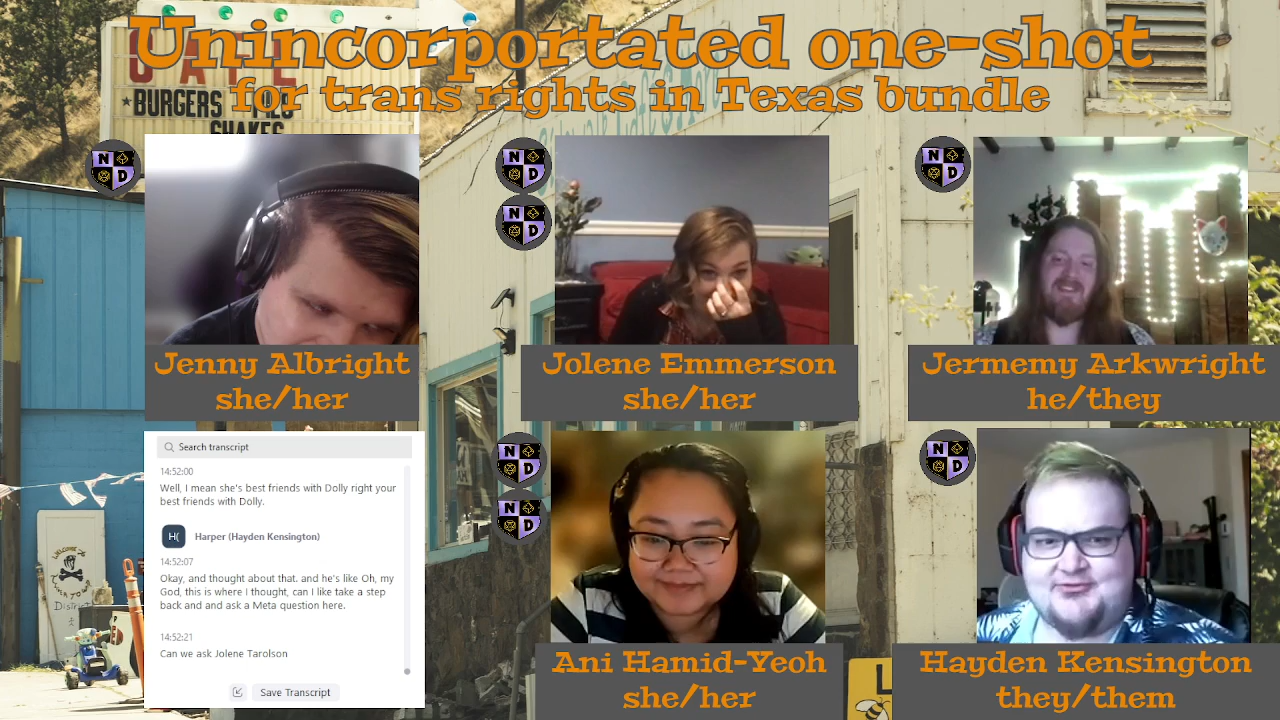 Unincorportated one-shot
for trans rights in Texas bundle
CAFE
★BURGERS PIES
SHAKES
N
D
N
D
N
D
N
D
Jenny Albright
she/her
Jolene Emmerson
she/her
Jermemy Arkwright
he/they
Search transcript
14:52:00
Well, I mean she's best friends with Dolly right your
best friends with Dolly.
H( Harper (Hayden Kensington)
14:52:07
Okay, and thought about that. and he's like Oh, my
God, this is where I thought, can I like take a step
back and and ask a Meta question here.
14:52:21
Can we ask Jolene Tarolson
Save Transcript
N
D
N
D
N
D
Ani Hamid-Yeoh
she/her
Hayden Kensington
they/them
WELCOME
District
L